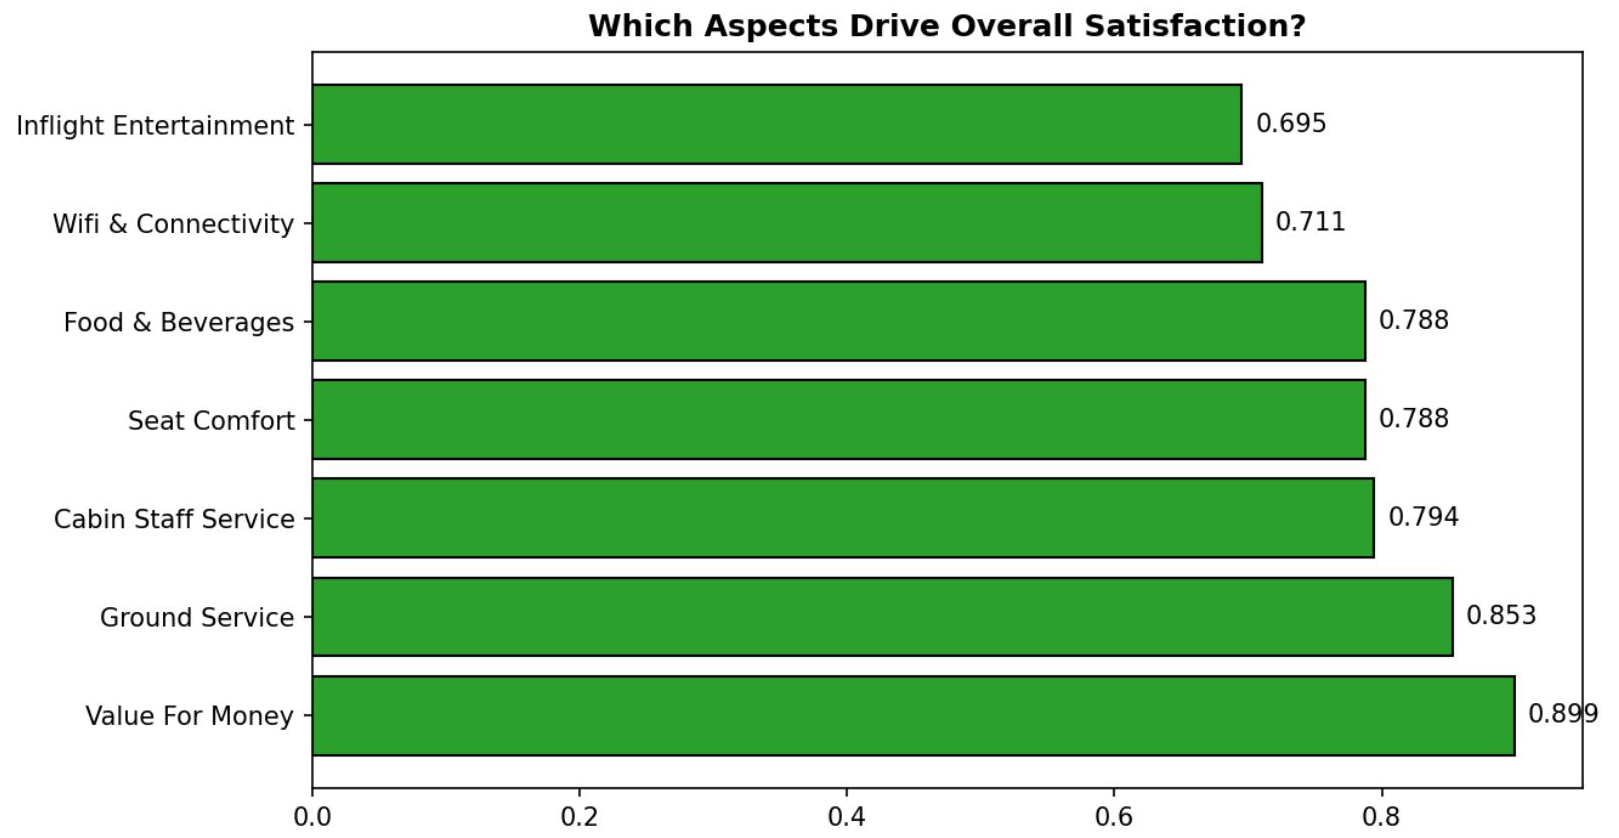 Which Aspects Drive Overall Satisfaction?
Inflight Entertainment 0.695
Wifi & Connectivity 0.711
Food & Beverages 0.788
Seat Comfort 0.788
Cabin Staff Service 0.794
Ground Service 0.853
Value For Money 0.899
0.0 0.2 0.4 0.6 0.8